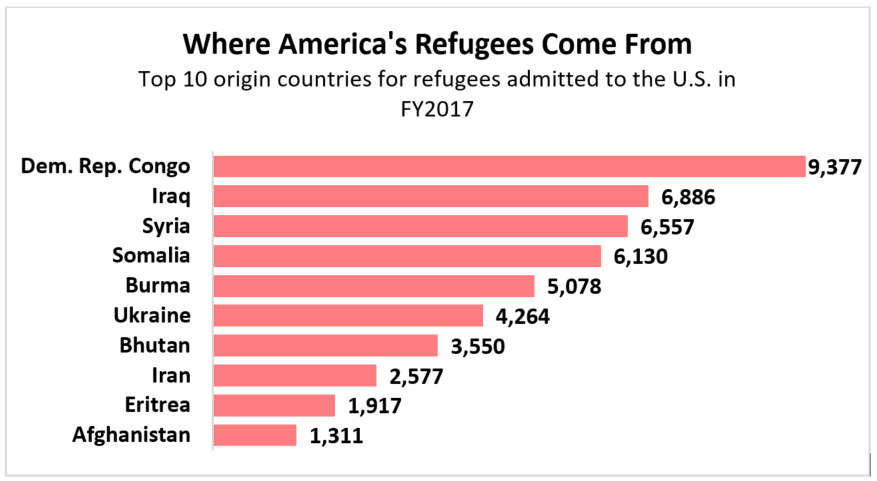 Where America's Refugees Come From
Top 10 origin countries for refugees admitted to the U.S. in
FY2017
Dem. Rep. Congo 9,377
Iraq 6,886
Syria 6,557
Somalia 6,130
Burma 5,078
Ukraine 4,264
Bhutan 3,550
Iran 2,577
Eritrea 1,917
Afghanistan 1,311